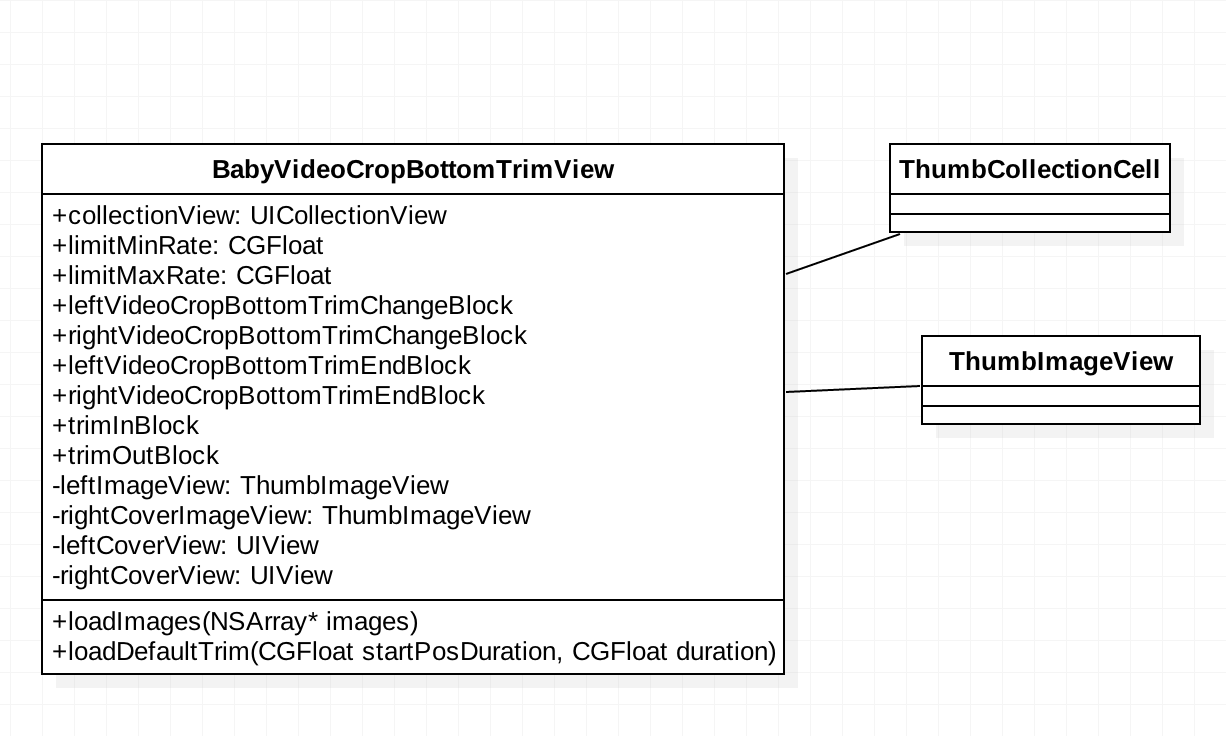 BabyVideoCropBottomTrimView
+collectionView: UICollectionView
+limitMinRate: CGFloat
+limitMaxRate: CGFloat
+leftVideoCropBottomTrimChangeBlock
+rightVideoCropBottomTrimChangeBlock
+leftVideoCropBottomTrimEndBlock
+rightVideoCropBottomTrimEndBlock
+trimInBlock
+trimOutBlock
-leftImageView: ThumbImageView
-rightCoverImageView: ThumbImageView
-leftCoverView: UIView
-rightCoverView: UIView
+loadImages(NSArray* images)
+loadDefaultTrim(CGFloat startPosDuration, CGFloat duration)
ThumbCollectionCell
ThumbImageView